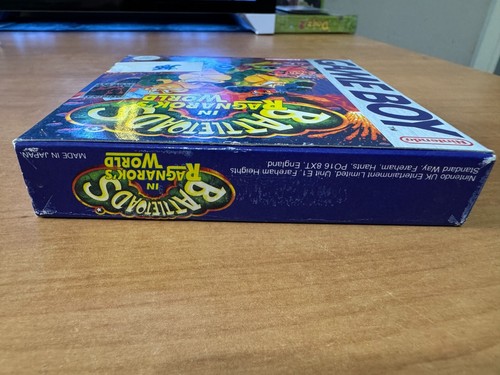 GAME BOY
TM
Nintendo
BATTLETOADS
IN
RAGNAROK'S
WORLD
Nintendo UK Entertainment Limited, Unit E1, Fareham Heights
Standard Way, Fareham, Hants, PO16 8XT, England.
BATTLETOADS
IN
RAGNAROK'S
WORLD
MADE IN JAPAN